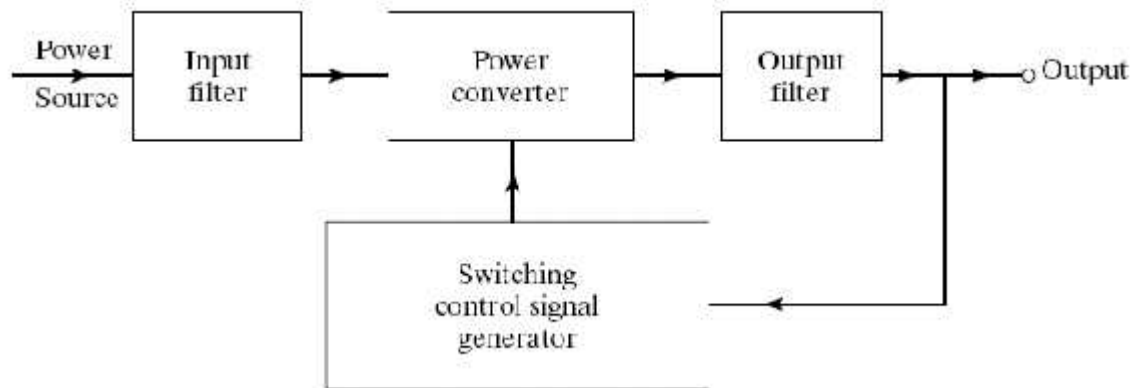 Power
Source
Input
filter
Power
converter
Output
filter
Output
Switching
control signal
generator